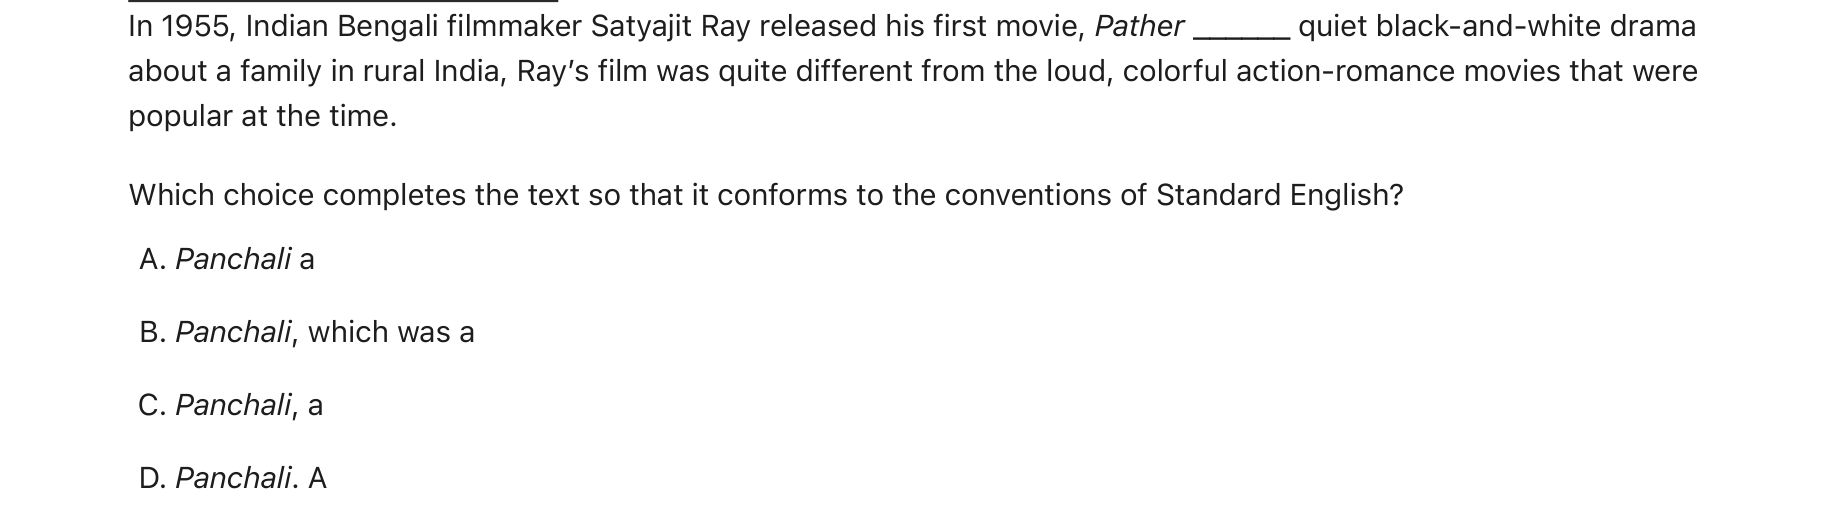 In 1955, Indian Bengali filmmaker Satyajit Ray released his first movie, Pather ______ quiet black-and-white drama
about a family in rural India, Ray’s film was quite different from the loud, colorful action-romance movies that were
popular at the time.
Which choice completes the text so that it conforms to the conventions of Standard English?
A. Panchali a
B. Panchali, which was a
C. Panchali, a
D. Panchali. A